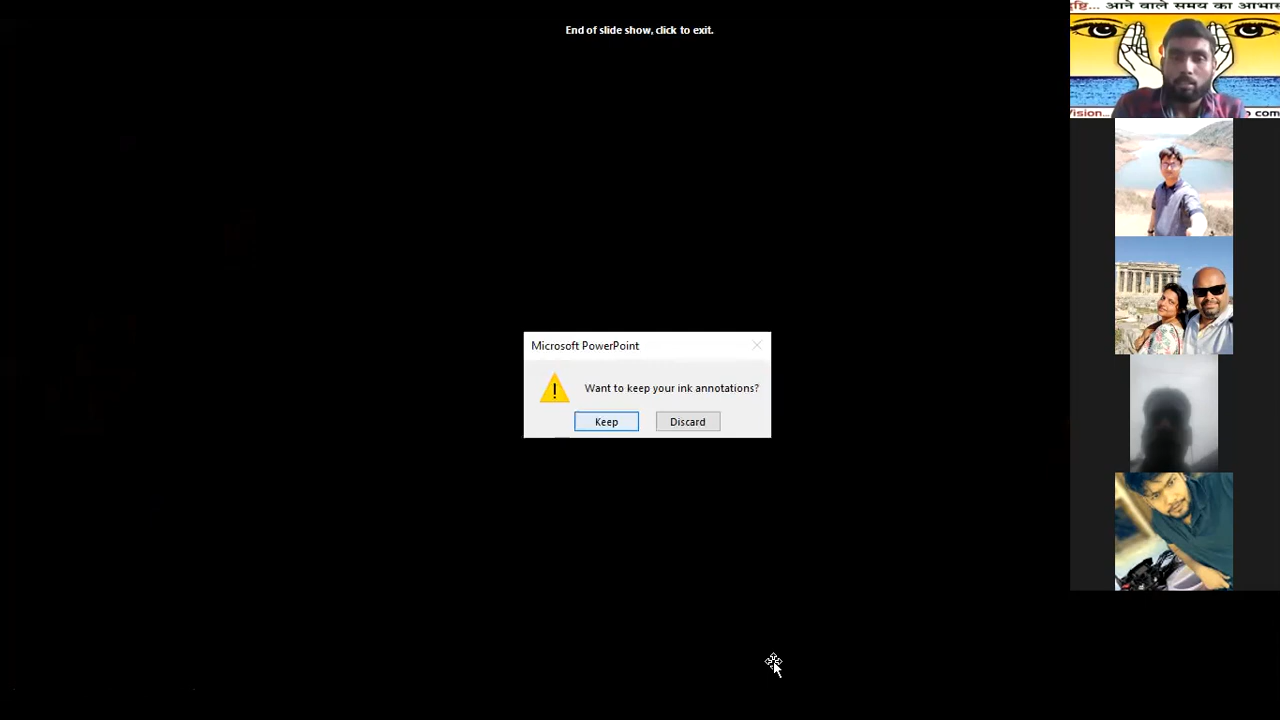 End of slide show, click to exit.
आने वाले समय का आभास
Microsoft PowerPoint
Want to keep your ink annotations?
Keep
Discard